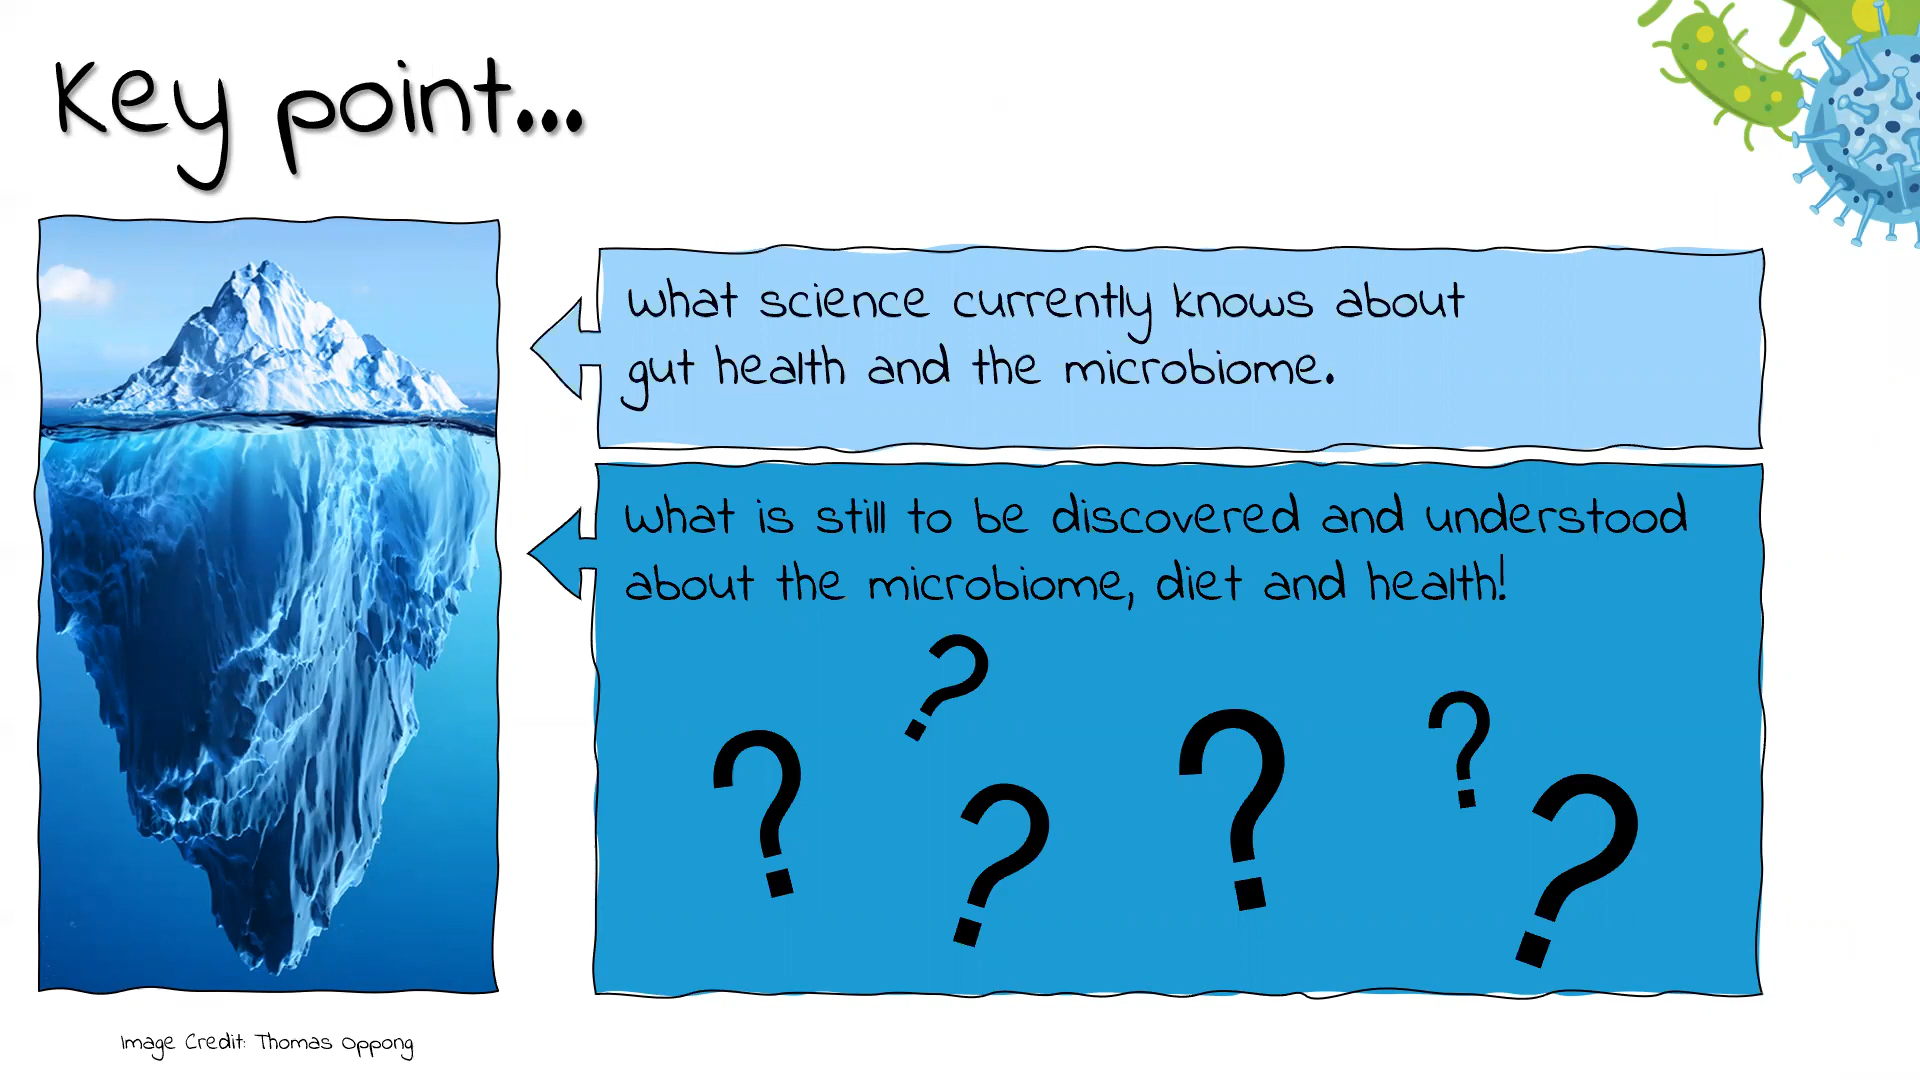 Key point...
What science currently knows about
gut health and the microbiome.
What is still to be discovered and understood
about the microbiome, diet and health!
? ? ? ? ? ?
Image Credit: Thomas Oppong